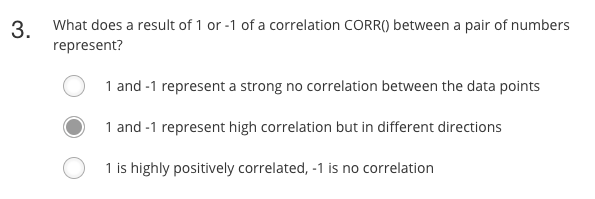 3. What does a result of 1 or -1 of a correlation CORR() between a pair of numbers
represent?
1 and -1 represent a strong no correlation between the data points
1 and -1 represent high correlation but in different directions
1 is highly positively correlated, -1 is no correlation